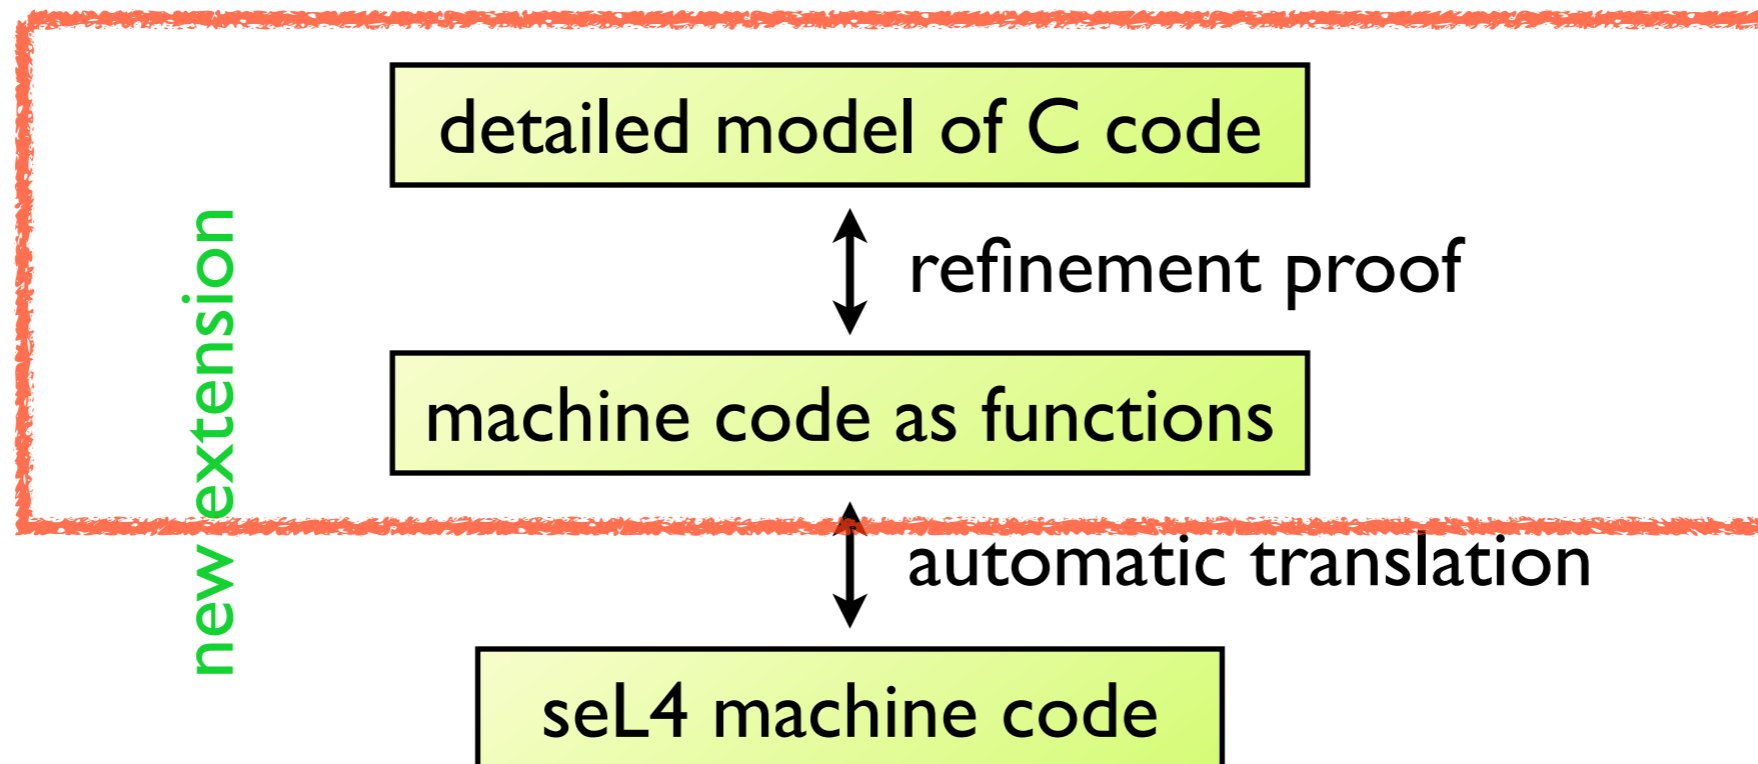 detailed model of C code
refinement proof
machine code as functions
new extension
automatic translation
seL4 machine code